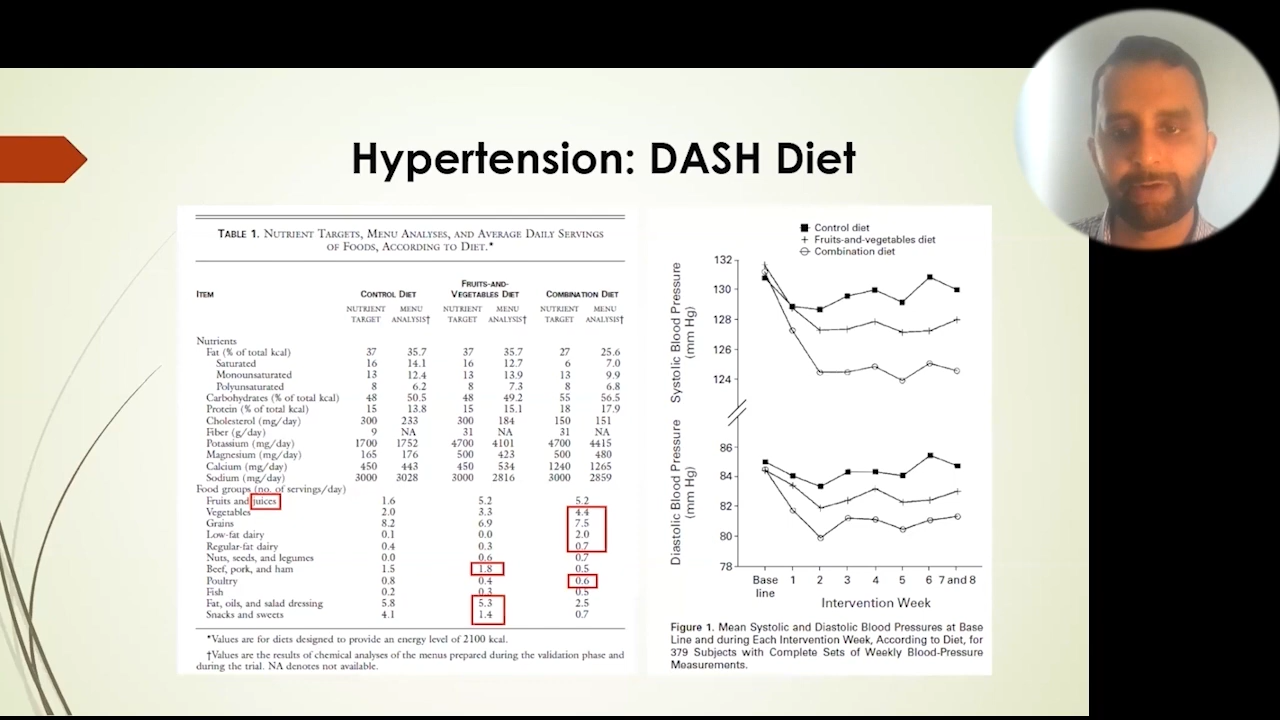 Hypertension: DASH Diet
TABLE 1. NUTRIENT TARGETS, MENU ANALYSES, AND AVERAGE DAILY SERVINGS
OF FOODS, ACCORDING TO DIET.*
ITEM CONTROL DIET FRUITS-AND-VEGETABLES DIET COMBINATION DIET
NUTRIENT TARGET MENU ANALYSIS† NUTRIENT TARGET MENU ANALYSIS† NUTRIENT TARGET MENU ANALYSIS†
Nutrients
Fat (% of total kcal) 37 35.7 37 35.7 27 25.6
Saturated 16 14.1 16 12.7 6 7.0
Monounsaturated 13 12.4 13 13.9 13 9.9
Polyunsaturated 8 6.2 8 7.3 8 6.8
Carbohydrates (% of total kcal) 48 50.5 48 49.2 55 56.5
Protein (% of total kcal) 15 13.8 15 15.1 18 17.9
Cholesterol (mg/day) 300 233 300 184 150 151
Fiber (g/day) 9 NA 31 NA 31 NA
Potassium (mg/day) 1700 1752 4700 4101 4700 4415
Magnesium (mg/day) 165 176 500 423 500 480
Calcium (mg/day) 450 443 450 534 1240 1265
Sodium (mg/day) 3000 3028 3000 2816 3000 2859
Food groups (no. of servings/day)
Fruits and juices 1.6 5.2 5.2
Vegetables 2.0 3.3 4.4
Grains 8.2 6.9 7.5
Low-fat dairy 0.1 0.0 2.0
Regular-fat dairy 0.4 0.3 0.7
Nuts, seeds, and legumes 0.0 0.6 0.7
Beef, pork, and ham 1.5 1.8 0.5
Poultry 0.8 0.4 0.6
Fish 0.2 0.3 0.5
Fat, oils, and salad dressing 5.8 5.3 2.5
Snacks and sweets 4.1 1.4 0.7
*Values are for diets designed to provide an energy level of 2100 kcal.
†Values are the results of chemical analyses of the menus prepared during the validation phase and
during the trial. NA denotes not available.
Control diet
Fruits-and-vegetables diet
Combination diet
Systolic Blood Pressure
(mm Hg)
132
130
128
126
124
Diastolic Blood Pressure
(mm Hg)
86
84
82
80
78
Base line 1 2 3 4 5 6 7 and 8
Intervention Week
Figure 1. Mean Systolic and Diastolic Blood Pressures at Base
Line and during Each Intervention Week, According to Diet, for
379 Subjects with Complete Sets of Weekly Blood-Pressure
Measurements.